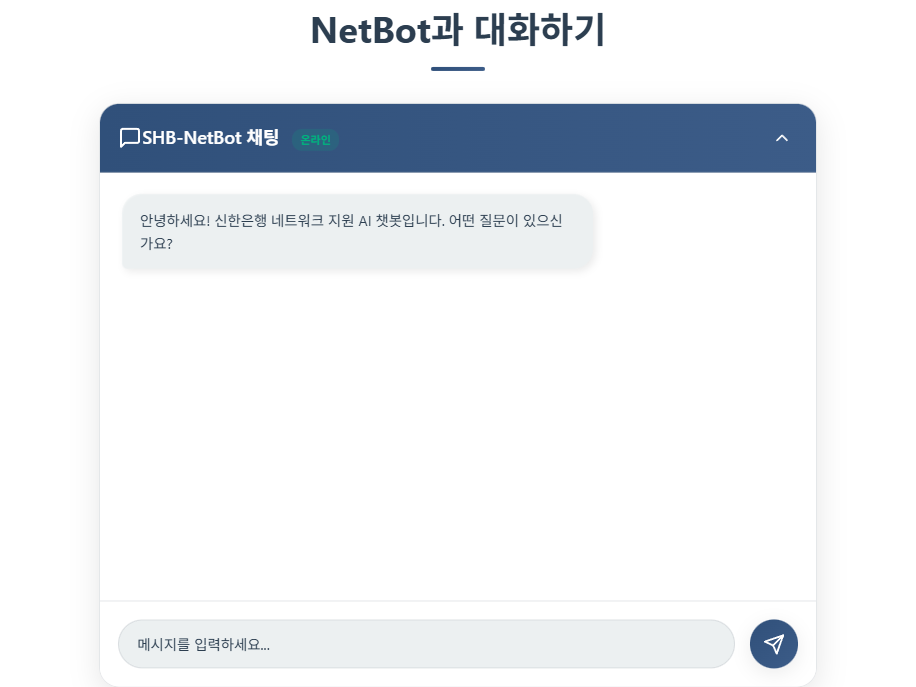 NetBot과 대화하기
SHB-NetBot 채팅 온라인
안녕하세요! 신한은행 네트워크 지원 AI 챗봇입니다. 어떤 질문이 있으신
가요?
메시지를 입력하세요...